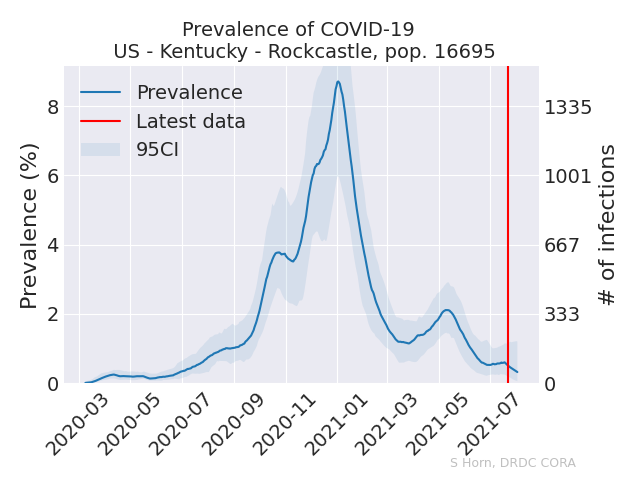 Prevalence of COVID-19
US - Kentucky - Rockcastle, pop. 16695
Prevalence
Latest data
95CI
Prevalence (%)
8
6
4
2
0
# of infections
1335
1001
667
333
0
2020-03
2020-05
2020-07
2020-09
2020-11
2021-01
2021-03
2021-05
2021-07
S Horn, DRDC CORA